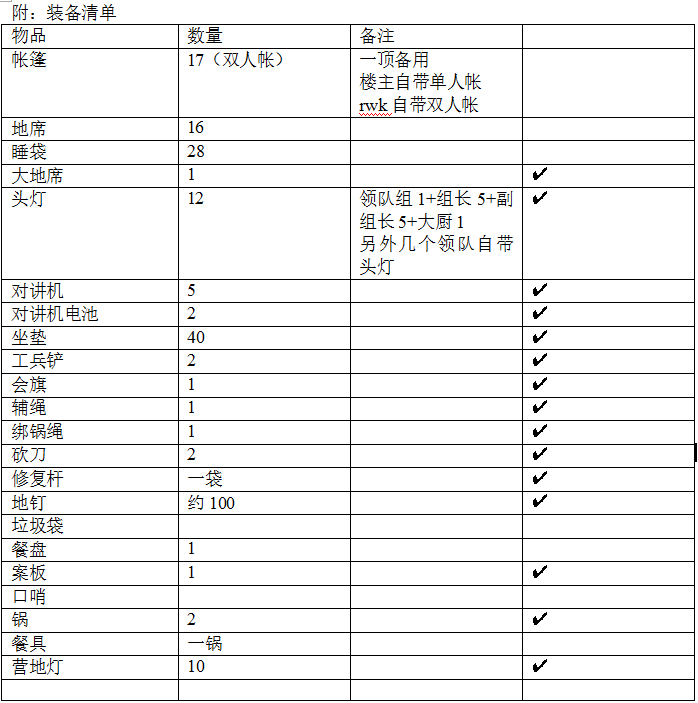 附：装备清单
物品 数量 备注
帐篷 17（双人帐） 一顶备用
楼主自带单人帐
rwk 自带双人帐
地席 16
睡袋 28
大地席 1 ✔
头灯 12 领队组 1+组长 5+副 ✔
组长 5+大厨 1
另外几个领队自带
头灯
对讲机 5 ✔
对讲机电池 2 ✔
坐垫 40 ✔
工兵铲 2 ✔
会旗 1 ✔
辅绳 1 ✔
绑锅绳 1 ✔
砍刀 2 ✔
修复杆 一袋 ✔
地钉 约 100 ✔
垃圾袋
餐盘 1
案板 1 ✔
口哨
锅 2 ✔
餐具 一锅
营地灯 10 ✔